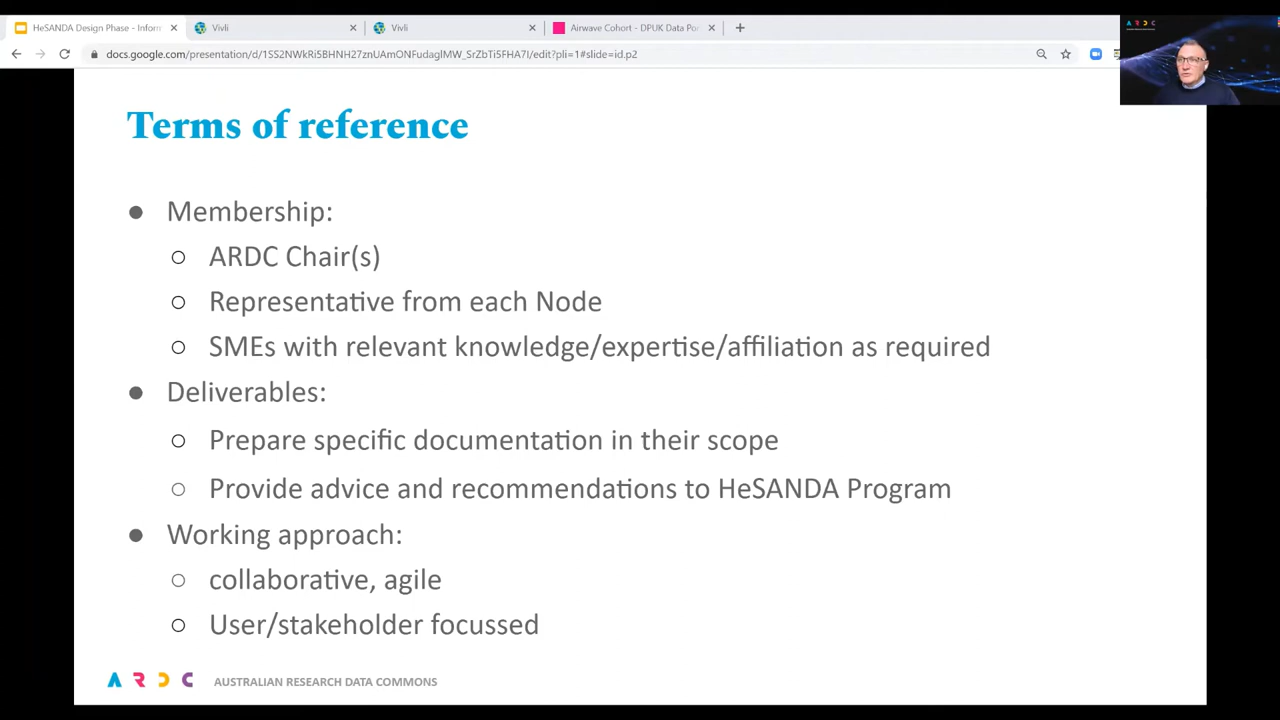 HeSANDA Design Phase - Inform
Vivli
Vivli
Airwave Cohort - DPUK Data Por
docs.google.com/presentation/d/1SS2NWkRi5BHNH27znUAmONFudaglMW_SrZbTi5FHA7I/edit?pli=1#slide=id.p2
A R D C
Terms of reference
● Membership:
○ ARDC Chair(s)
○ Representative from each Node
○ SMEs with relevant knowledge/expertise/affiliation as required
● Deliverables:
○ Prepare specific documentation in their scope
○ Provide advice and recommendations to HeSANDA Program
● Working approach:
○ collaborative, agile
○ User/stakeholder focussed
A R D C AUSTRALIAN RESEARCH DATA COMMONS